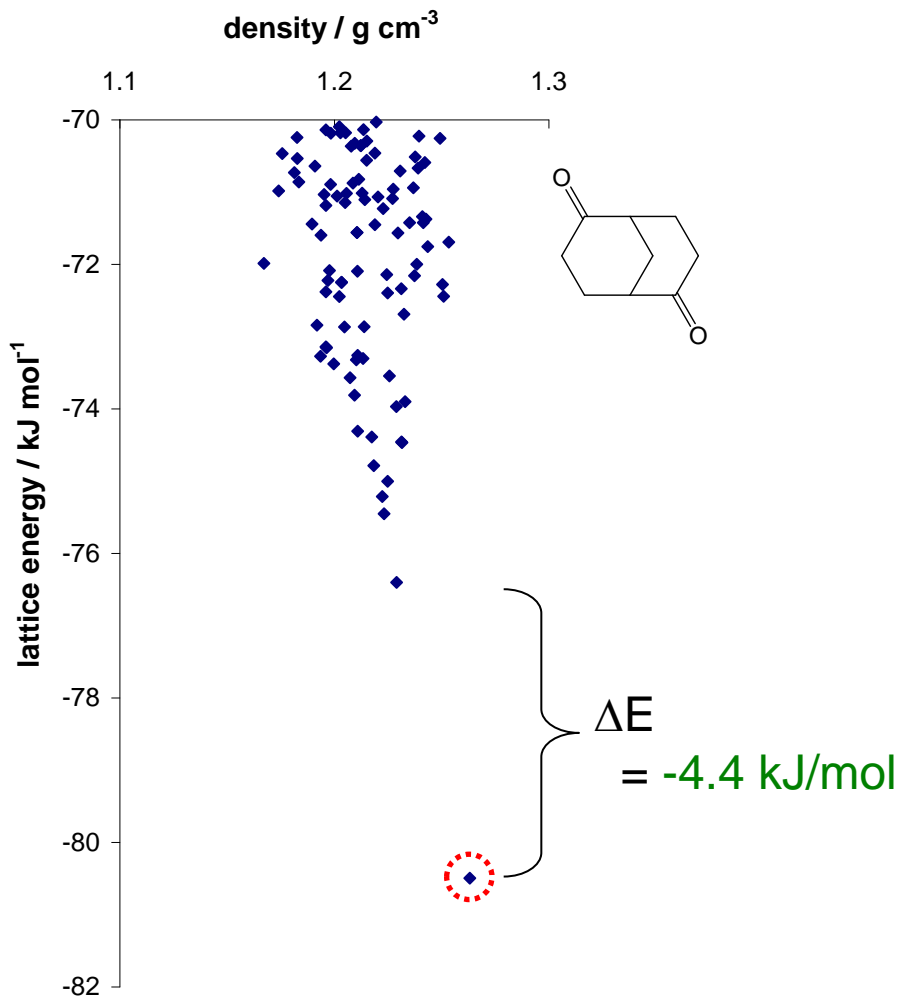 density / g cm-3
1.1 1.2 1.3
-70
-72
-74
-76
-78
-80
-82
lattice energy / kJ mol-1
O
O
ΔE
= -4.4 kJ/mol